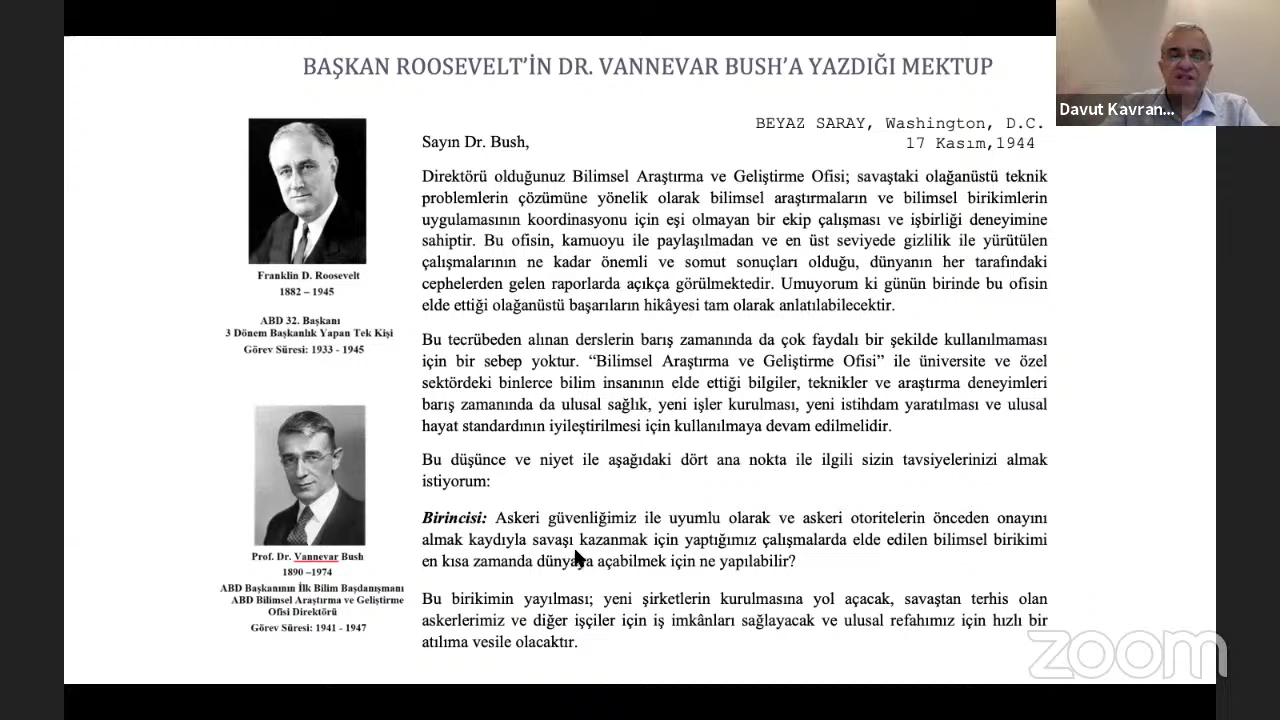 BAŞKAN ROOSEVELT'İN DR. VANNEVAR BUSH'A YAZDIĞI MEKTUP
Davut Kavran...
BEYAZ SARAY, Washington, D.C.
17 Kasım,1944
Sayın Dr. Bush,
Direktörü olduğunuz Bilimsel Araştırma ve Geliştirme Ofisi; savaştaki olağanüstü teknik
problemlerin çözümüne yönelik olarak bilimsel araştırmaların ve bilimsel birikimlerin
uygulamasının koordinasyonu için eşi olmayan bir ekip çalışması ve işbirliği deneyimine
sahiptir. Bu ofisin, kamuoyu ile paylaşılmadan ve en üst seviyede gizlilik ile yürütülen
çalışmalarının ne kadar önemli ve somut sonuçları olduğu, dünyanın her tarafındaki
cephelerden gelen raporlarda açıkça görülmektedir. Umuyorum ki günün birinde bu ofisin
elde ettiği olağanüstü başarıların hikâyesi tam olarak anlatılabilecektir.
Bu tecrübeden alınan derslerin barış zamanında da çok faydalı bir şekilde kullanılmaması
için bir sebep yoktur. “Bilimsel Araştırma ve Geliştirme Ofisi” ile üniversite ve özel
sektördeki binlerce bilim insanının elde ettiği bilgiler, teknikler ve araştırma deneyimleri
barış zamanında da ulusal sağlık, yeni işler kurulması, yeni istihdam yaratılması ve ulusal
hayat standardının iyileştirilmesi için kullanılmaya devam edilmelidir.
Bu düşünce ve niyet ile aşağıdaki dört ana nokta ile ilgili sizin tavsiyelerinizi almak
istiyorum:
Birincisi: Askeri güvenliğimiz ile uyumlu olarak ve askeri otoritelerin önceden onayını
almak kaydıyla savaşı kazanmak için yaptığımız çalışmalarda elde edilen bilimsel birikimi
en kısa zamanda dünyaya açabilmek için ne yapılabilir?
Bu birikimin yayılması; yeni şirketlerin kurulmasına yol açacak, savaştan terhis olan
askerlerimiz ve diğer işçiler için iş imkânları sağlayacak ve ulusal refahımız için hızlı bir
atılıma vesile olacaktır.
Franklin D. Roosevelt
1882 – 1945
ABD 32. Başkanı
3 Dönem Başkanlık Yapan Tek Kişi
Görev Süresi: 1933 - 1945
Prof. Dr. Vannevar Bush
1890 –1974
ABD Başkanının İlk Bilim Başdanışmanı
ABD Bilimsel Araştırma ve Geliştirme
Ofisi Direktörü
Görev Süresi: 1941 - 1947
zoom